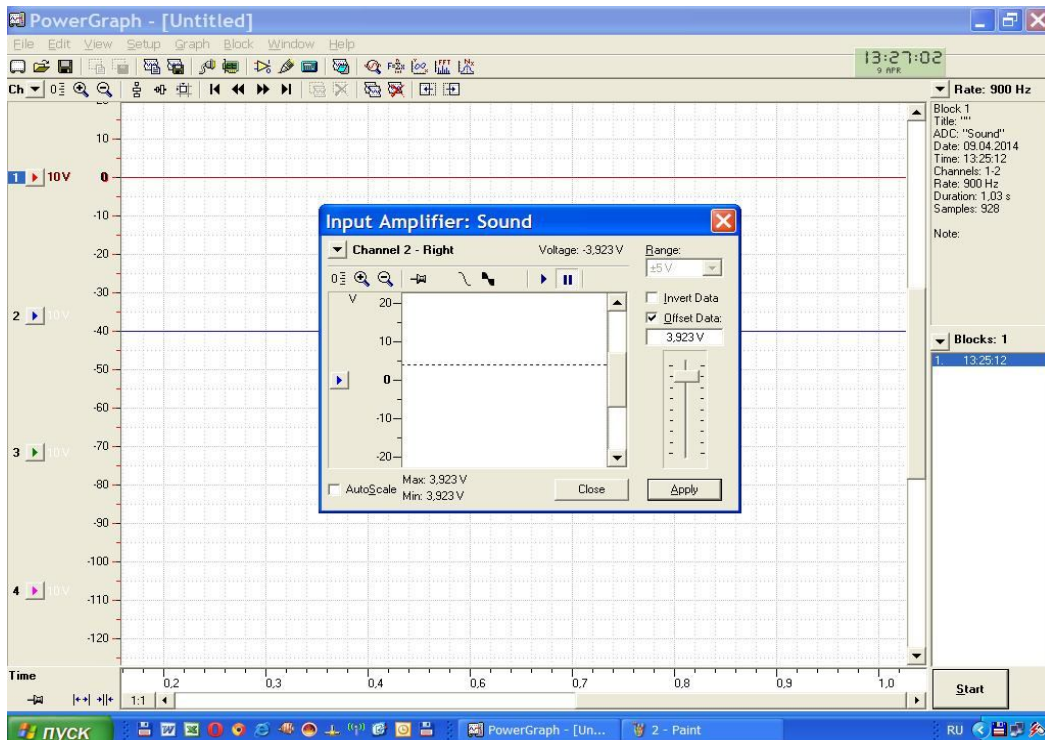 PowerGraph - [Untitled]
File Edit View Setup Graph Block Window Help
13:27:02
9 APR
Ch
Rate: 900 Hz
Block 1
Title: ""
ADC: "Sound"
Date: 09.04.2014
Time: 13:25:12
Channels: 1-2
Rate: 900 Hz
Duration: 1,03 s
Samples: 928
Note:
10
1 10V 0
-10
-20
-30
2 10V
-40
-50
-60
3 10V
-70
-80
-90
-100
4 10V
-110
-120
Input Amplifier: Sound
Channel 2 - Right Voltage: -3,923 V
Range:
±5 V
V
20
10
0
-10
-20
Invert Data
Offset Data:
3,923 V
AutoScale
Max: 3,923 V
Min: 3,923 V
Close
Apply
Blocks: 1
1. 13:25:12
Time
0,2 0,3 0,4 0,6 0,7 0,8 0,9 1,0
1:1
Start
пуск
PowerGraph - [Un...
2 - Paint
RU